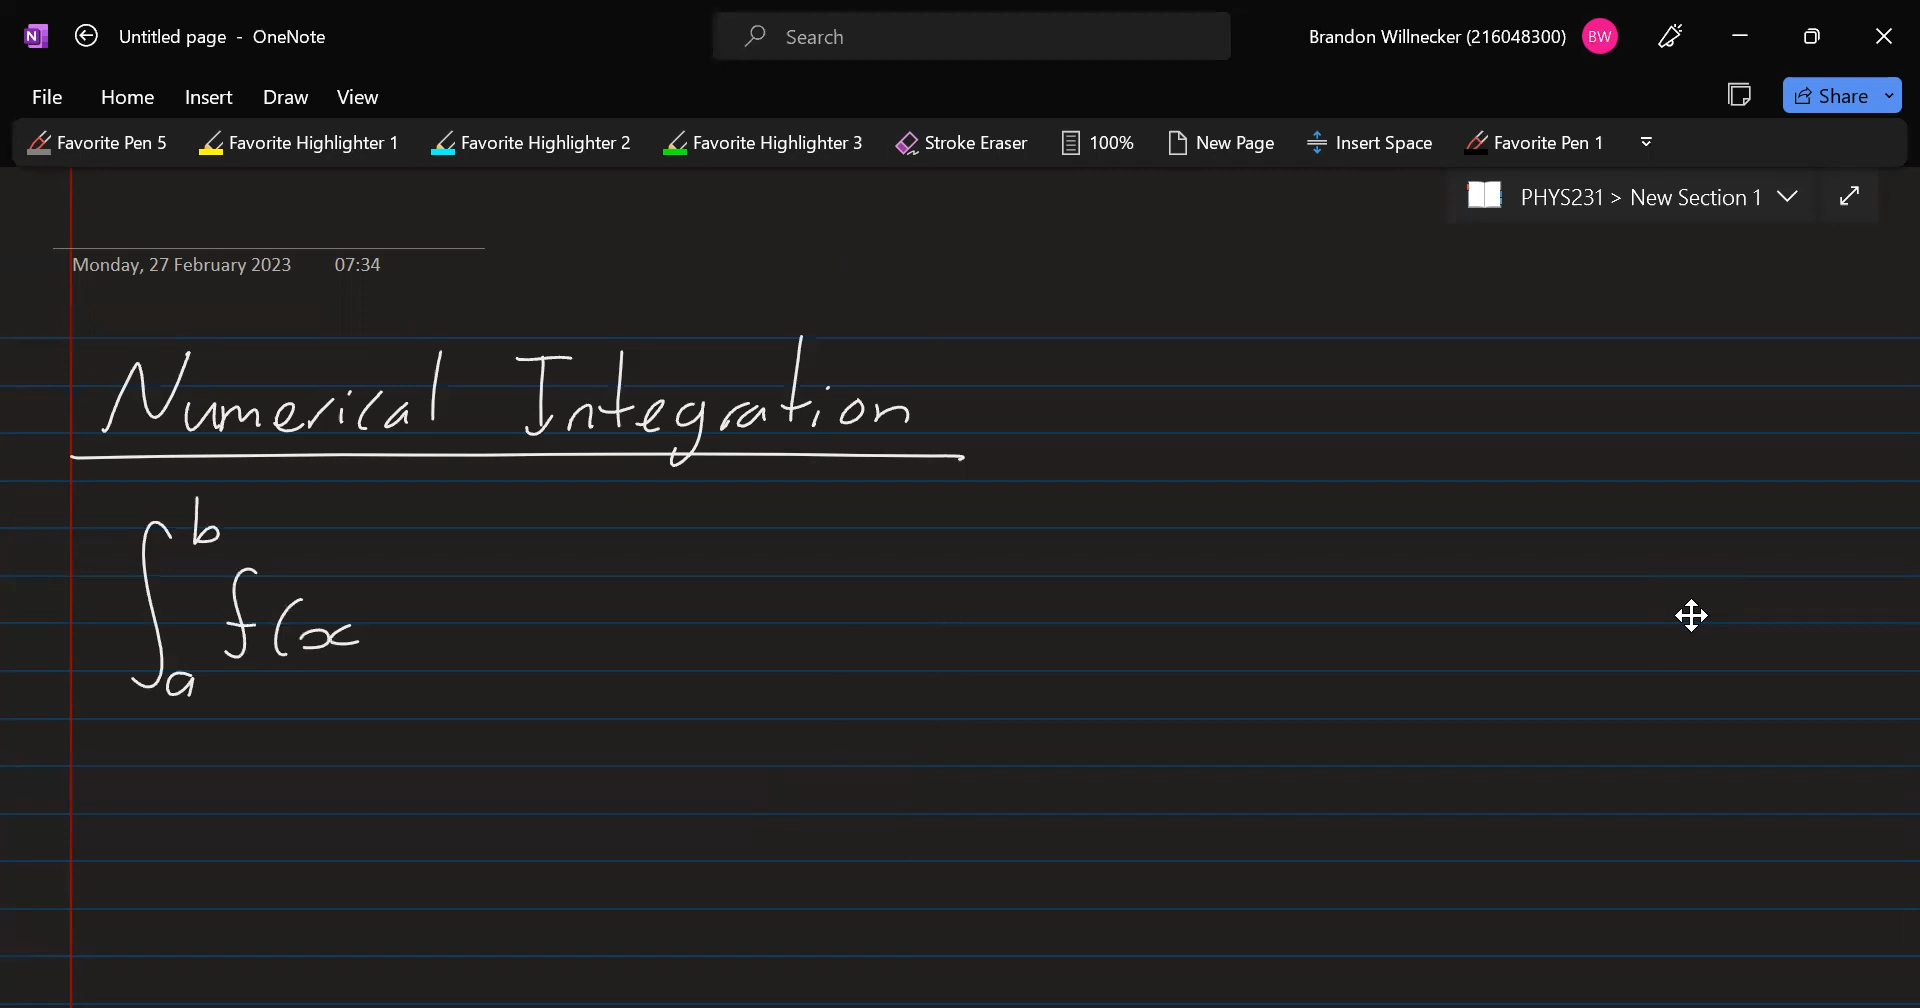 Untitled page - OneNote
Search
Brandon Willnecker (216048300) BW
File Home Insert Draw View
Share
Favorite Pen 5 Favorite Highlighter 1 Favorite Highlighter 2 Favorite Highlighter 3 Stroke Eraser 100% New Page Insert Space Favorite Pen 1
PHYS231 > New Section 1
Monday, 27 February 2023 07:34
Numerical Integration
∫_a^b f(x